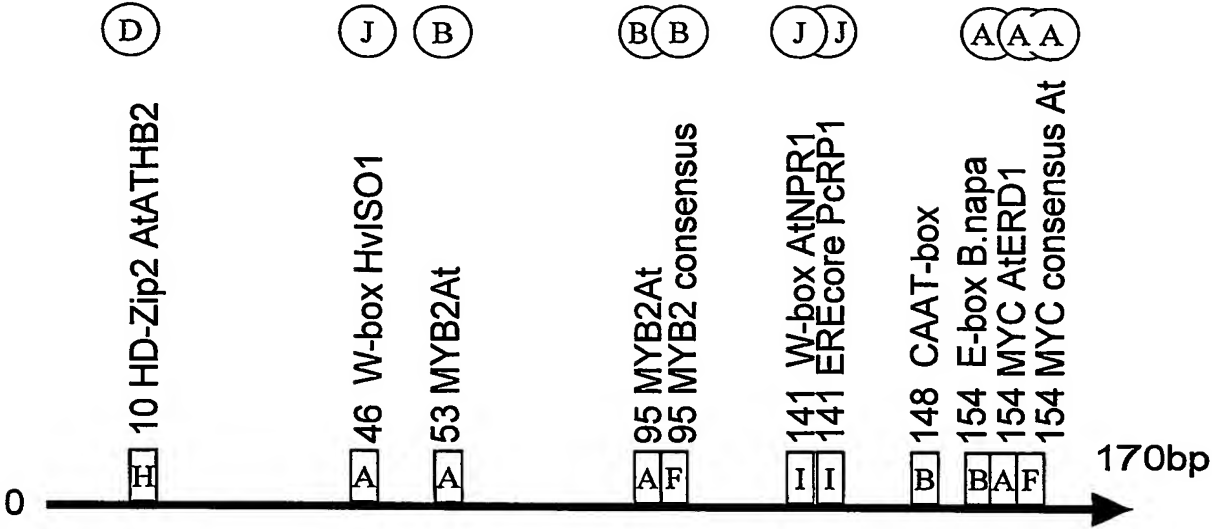 D J B B B J J A A A
10 HD-Zip2 AtATHB2
46 W-box HvISO1
53 MYB2At
95 MYB2At
95 MYB2 consensus
141 W-box AtNPR1
141 EREcore PcRP1
148 CAAT-box
154 E-box B.napa
154 MYC AtERD1
154 MYC consensus At
H A A A F I I B B A F
0
170bp